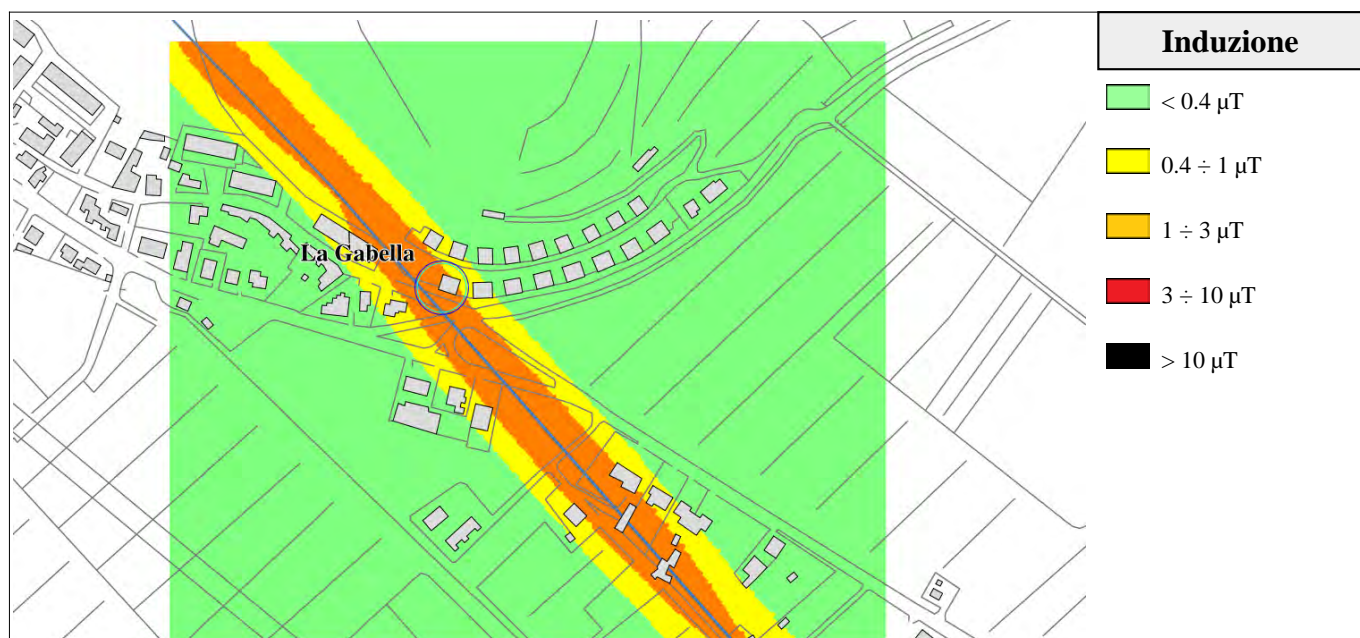 Induzione
< 0.4 µT
0.4 ÷ 1 µT
1 ÷ 3 µT
3 ÷ 10 µT
> 10 µT
La Gabella